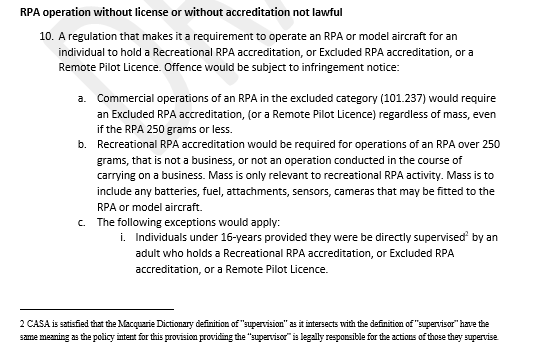 RPA operation without license or without accreditation not lawful
10. A regulation that makes it a requirement to operate an RPA or model aircraft for an
individual to hold a Recreational RPA accreditation, or Excluded RPA accreditation, or a
Remote Pilot Licence. Offence would be subject to infringement notice:
a. Commercial operations of an RPA in the excluded category (101.237) would require
an Excluded RPA accreditation, (or a Remote Pilot Licence) regardless of mass, even
if the RPA 250 grams or less.
b. Recreational RPA accreditation would be required for operations of an RPA over 250
grams, that is not a business, or not an operation conducted in the course of
carrying on a business. Mass is only relevant to recreational RPA activity. Mass is to
include any batteries, fuel, attachments, sensors, cameras that may be fitted to the
RPA or model aircraft.
c. The following exceptions would apply:
i. Individuals under 16-years provided they were be directly supervised² by an
adult who holds a Recreational RPA accreditation, or Excluded RPA
accreditation, or a Remote Pilot Licence.
2 CASA is satisfied that the Macquarie Dictionary definition of "supervision" as it intersects with the definition of "supervisor" have the
same meaning as the policy intent for this provision providing the "supervisor" is legally responsible for the actions of those they supervise.